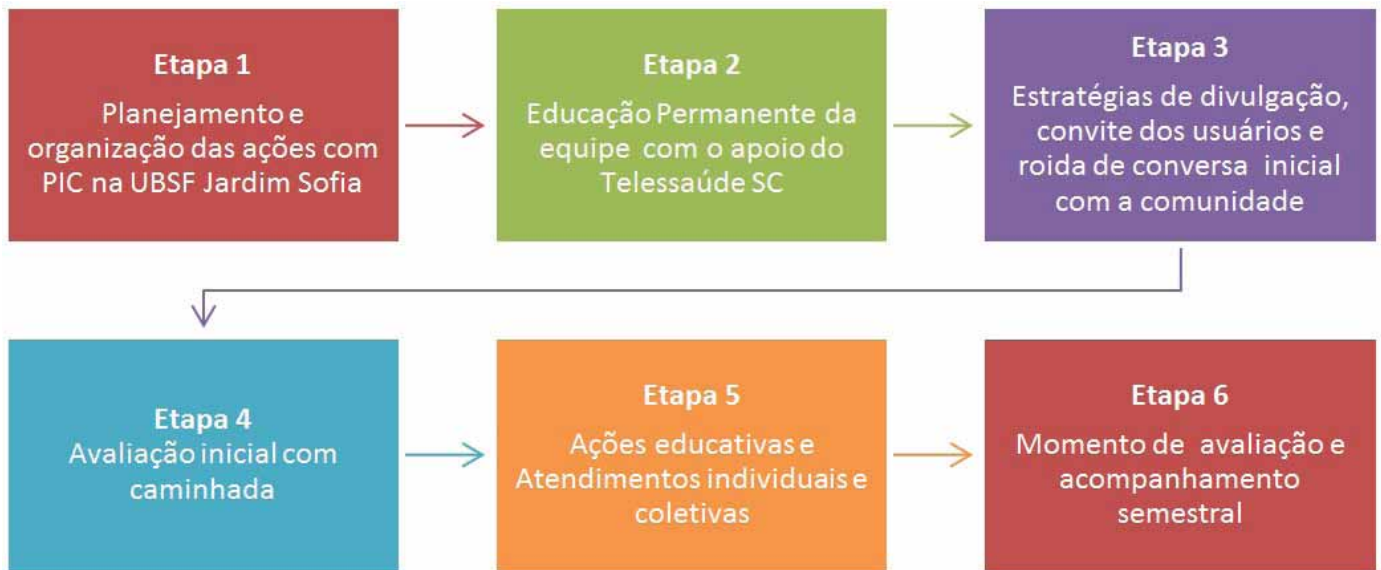 Etapa 1
Planejamento e
organização das ações com
PIC na UBSF Jardim Sofia
Etapa 2
Educação Permanente da
equipe com o apoio do
Telessaúde SC
Etapa 3
Estratégias de divulgação,
convite dos usuários e
roida de conversa inicial
com a comunidade
Etapa 4
Avaliação inicial com
caminhada
Etapa 5
Ações educativas e
Atendimentos individuais e
coletivas
Etapa 6
Momento de avaliação e
acompanhamento
semestral